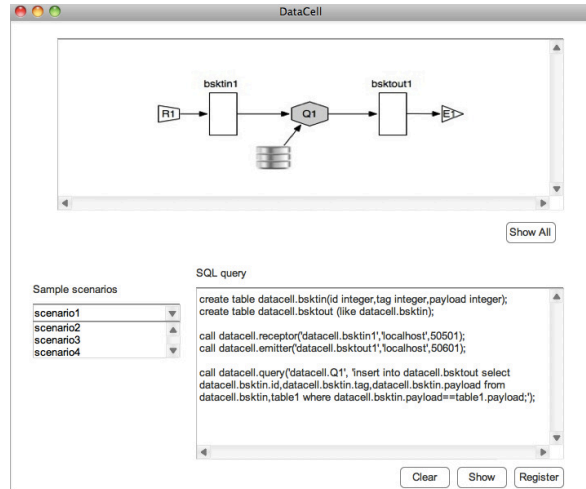 DataCell
bsktin1
bsktout1
R1
Q1
E1
Show All
SQL query
Sample scenarios
scenario1
scenario2
scenario3
scenario4
create table datacell.bsktin(id integer,tag integer,payload integer);
create table datacell.bsktout (like datacell.bsktin);
call datacell.receptor('datacell.bsktin1','localhost',50501);
call datacell.emitter('datacell.bsktout1','localhost',50601);
call datacell.query('datacell.Q1', 'insert into datacell.bsktout select
datacell.bsktin.id,datacell.bsktin.tag,datacell.bsktin.payload from
datacell.bsktin,table1 where datacell.bsktin.payload==table1.payload;');
Clear
Show
Register